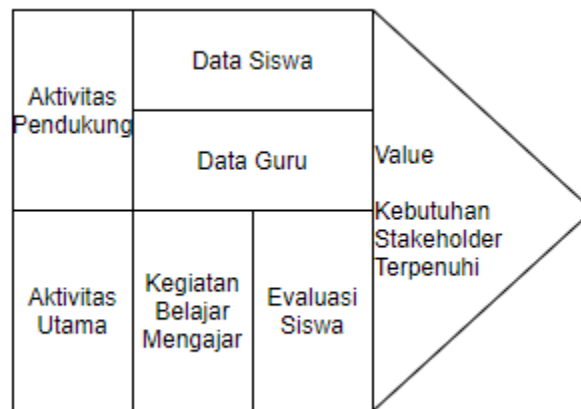 Aktivitas
Pendukung
Data Siswa
Data Guru
Aktivitas
Utama
Kegiatan
Belajar
Mengajar
Evaluasi
Siswa
Value
Kebutuhan
Stakeholder
Terpenuhi